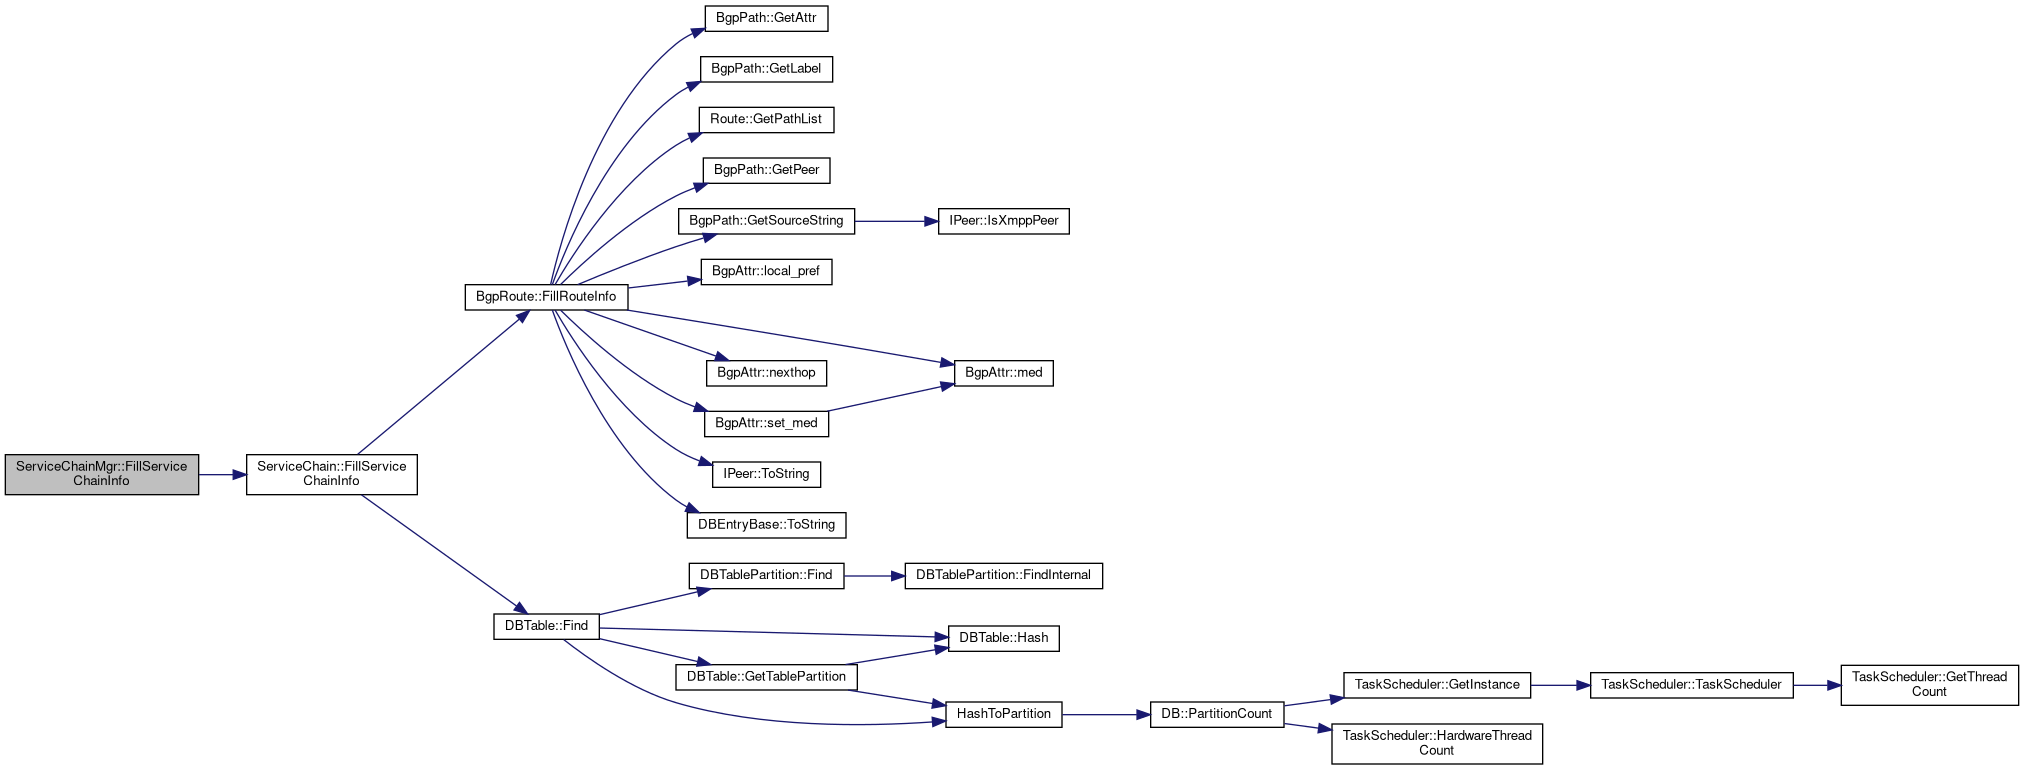 BgpPath::GetAttr
BgpPath::GetLabel
Route::GetPathList
BgpPath::GetPeer
BgpPath::GetSourceString
IPeer::IsXmppPeer
BgpAttr::local_pref
BgpRoute::FillRouteInfo
BgpAttr::nexthop
BgpAttr::med
BgpAttr::set_med
ServiceChainMgr::FillService
ChainInfo
ServiceChain::FillService
ChainInfo
IPeer::ToString
DBEntryBase::ToString
DBTablePartition::Find
DBTablePartition::FindInternal
DBTable::Find
DBTable::Hash
DBTable::GetTablePartition
HashToPartition
DB::PartitionCount
TaskScheduler::GetInstance
TaskScheduler::TaskScheduler
TaskScheduler::GetThread
Count
TaskScheduler::HardwareThread
Count